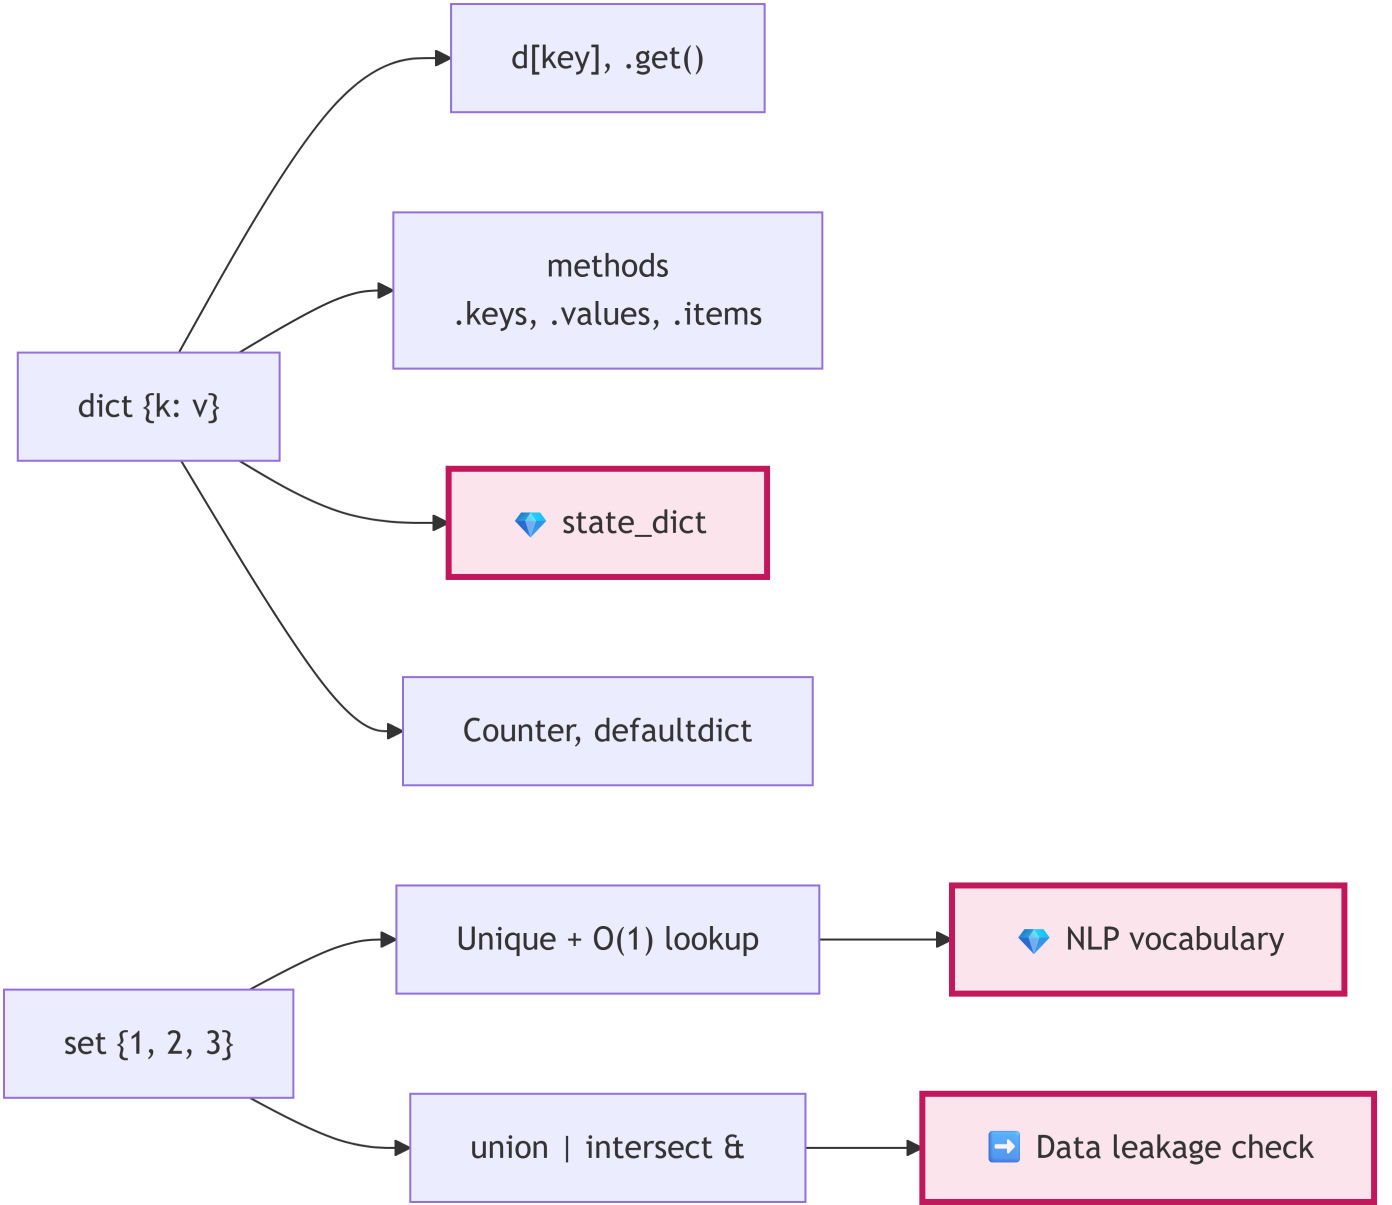 d[key], .get()
methods
.keys, .values, .items
dict {k: v}
💎 state_dict
Counter, defaultdict
Unique + O(1) lookup
💎 NLP vocabulary
set {1, 2, 3}
union | intersect &
➡️ Data leakage check